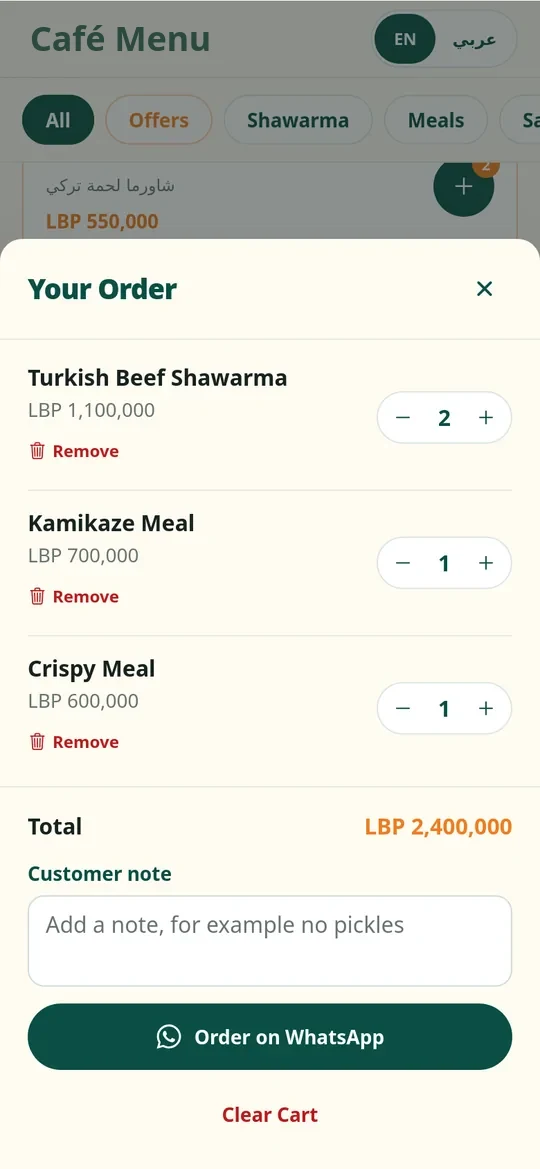 Café Menu
EN
عربي
All
Offers
Shawarma
Meals
Sa
شاورما لحمة تركي
2
LBP 550,000
Your Order
Turkish Beef Shawarma
LBP 1,100,000
2
Remove
Kamikaze Meal
LBP 700,000
1
Remove
Crispy Meal
LBP 600,000
1
Remove
Total
LBP 2,400,000
Customer note
Add a note, for example no pickles
Order on WhatsApp
Clear Cart